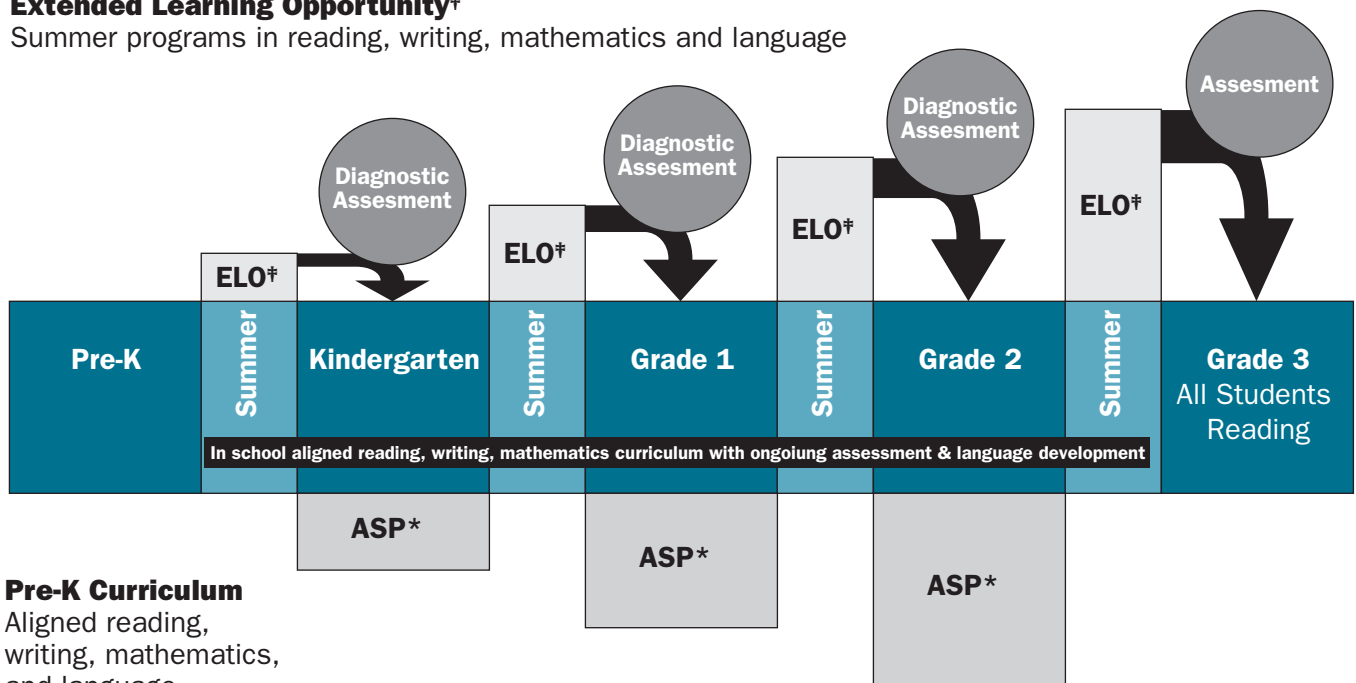 Extended Learning Opportunity‡
Summer programs in reading, writing, mathematics and language
Assesment
Diagnostic
Assesment
Diagnostic
Assesment
Diagnostic
Assesment
ELO‡
ELO‡
ELO‡
ELO‡
Pre-K
Summer
Kindergarten
Summer
Grade 1
Summer
Grade 2
Summer
Grade 3
All Students
Reading
In school aligned reading, writing, mathematics curriculum with ongoiung assessment & language development
ASP*
ASP*
ASP*
Pre-K Curriculum
Aligned reading,
writing, mathematics,
and language